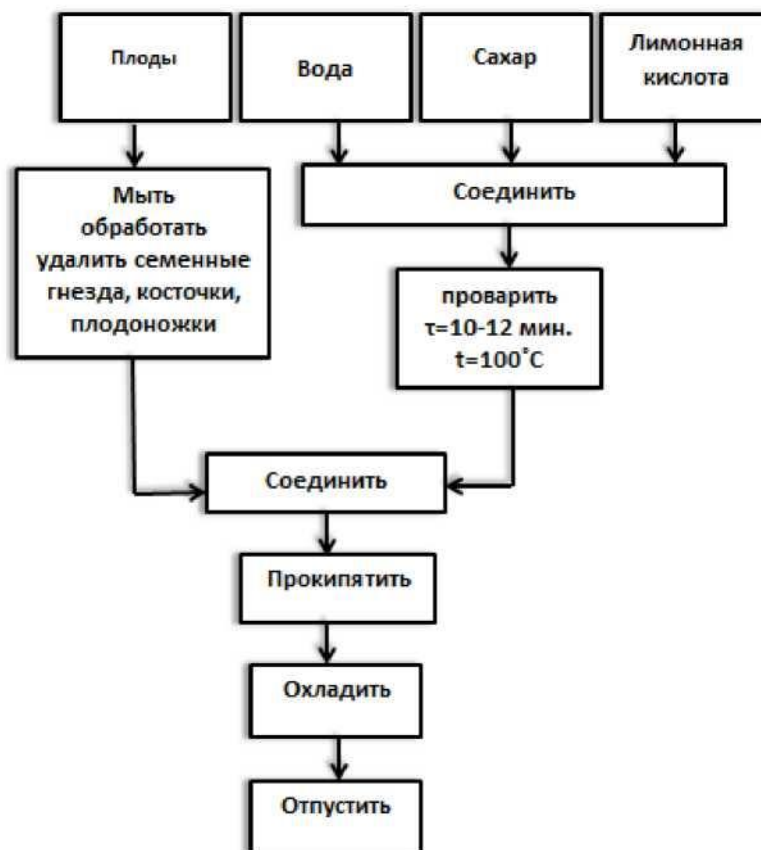 Плоды
Вода
Сахар
Лимонная
кислота
Мыть
обработать
удалить семенные
гнезда, косточки,
плодоножки
Соединить
проварить
τ=10-12 мин.
t=100˚С
Соединить
Прокипятить
Охладить
Отпустить